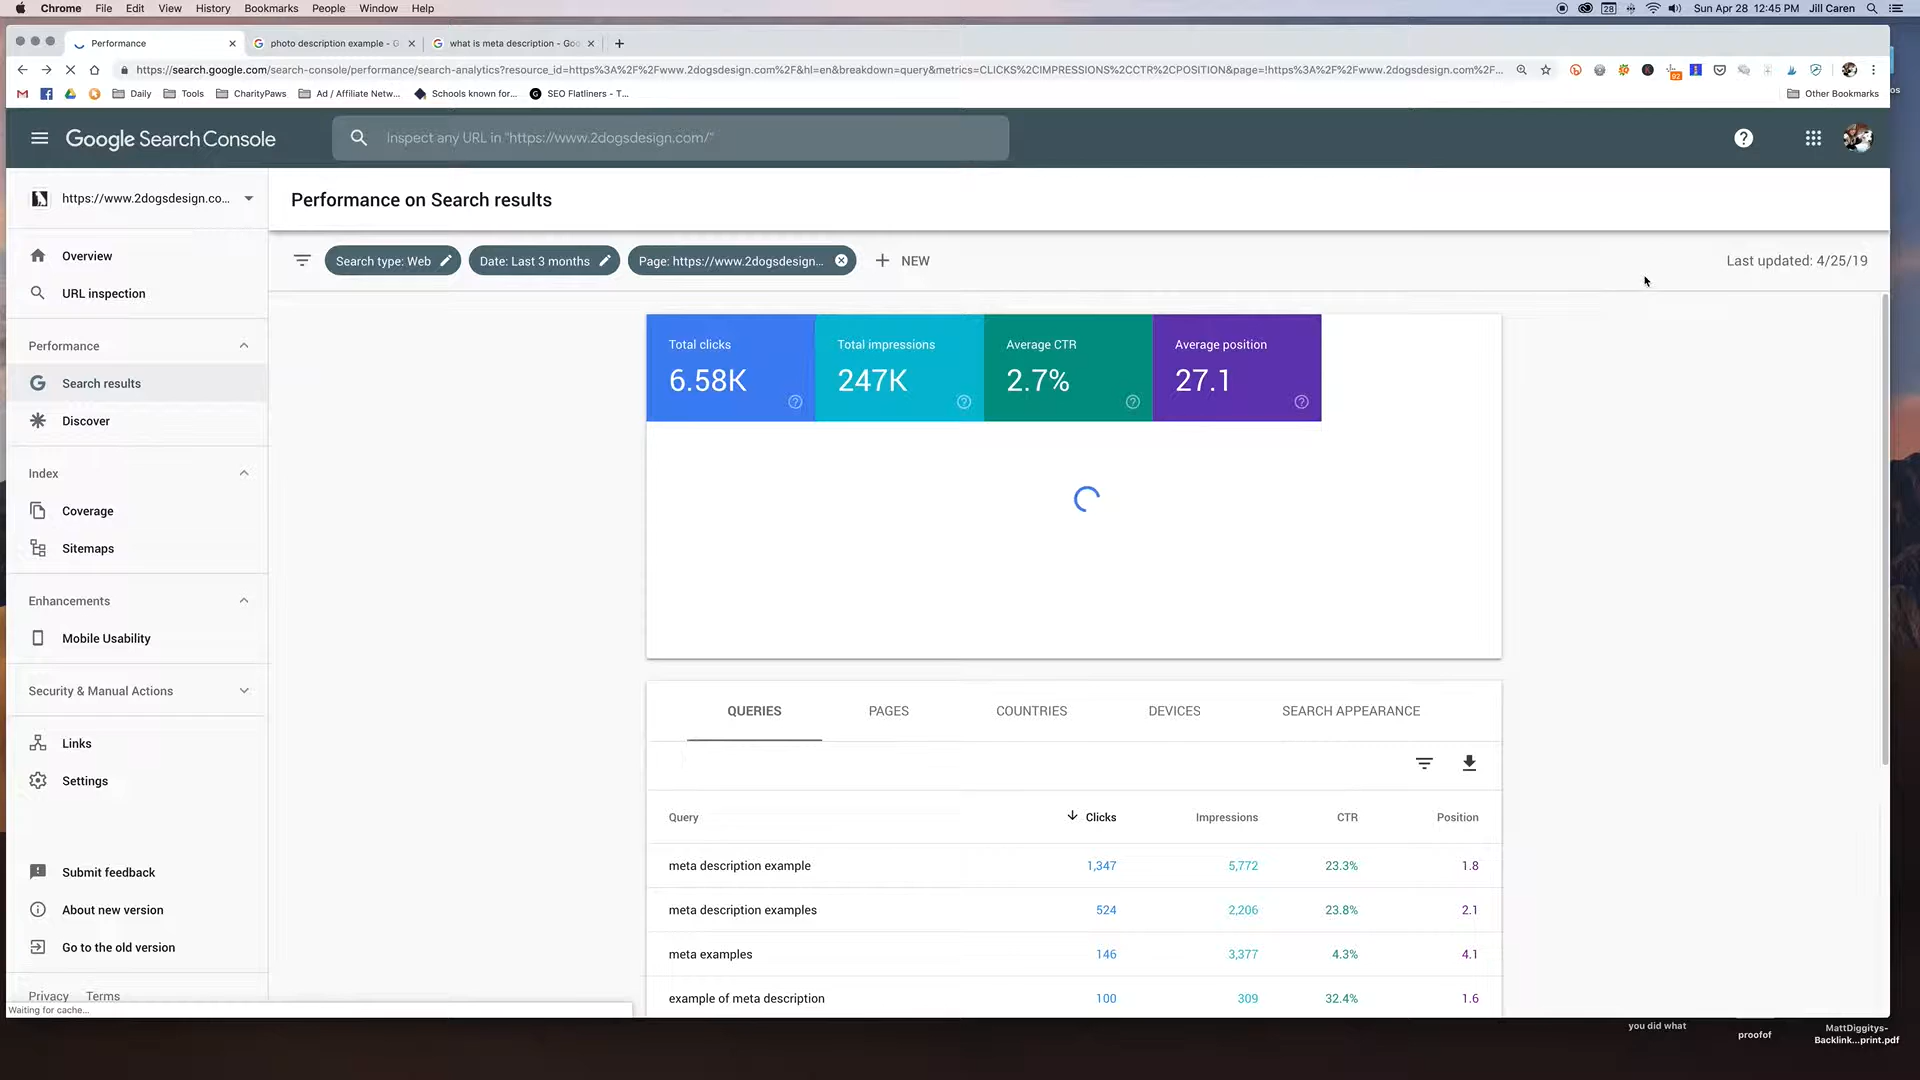 Chrome File Edit View History Bookmarks People Window Help
28 Sun Apr 28 12:45 PM Jill Caren
Performance
photo description example - G
what is meta description - Goo
https://search.google.com/search-console/performance/search-analytics?resource_id=https%3A%2F%2Fwww.2dogsdesign.com%2F&hl=en&breakdown=query&metrics=CLICKS%2CIMPRESSIONS%2CCTR%2CPOSITION&page=!https%3A%2F%2Fwww.2dogsdesign.com%2F...
92
Daily Tools CharityPaws Ad / Affiliate Netw... Schools known for... SEO Flatliners - T... Other Bookmarks
Google Search Console
Inspect any URL in "https://www.2dogsdesign.com/"
https://www.2dogsdesign.co...
Performance on Search results
Search type: Web
Date: Last 3 months
Page: https://www.2dogsdesign...
NEW
Last updated: 4/25/19
Overview
URL inspection
Performance
Search results
Discover
Index
Coverage
Sitemaps
Enhancements
Mobile Usability
Security & Manual Actions
Links
Settings
Submit feedback
About new version
Go to the old version
Privacy Terms
Waiting for cache...
Total clicks
6.58K
Total impressions
247K
Average CTR
2.7%
Average position
27.1
QUERIES PAGES COUNTRIES DEVICES SEARCH APPEARANCE
Query Clicks Impressions CTR Position
meta description example 1,347 5,772 23.3% 1.8
meta description examples 524 2,206 23.8% 2.1
meta examples 146 3,377 4.3% 4.1
example of meta description 100 309 32.4% 1.6
you did what
proofof
MattDiggitys-
Backlink...print.pdf